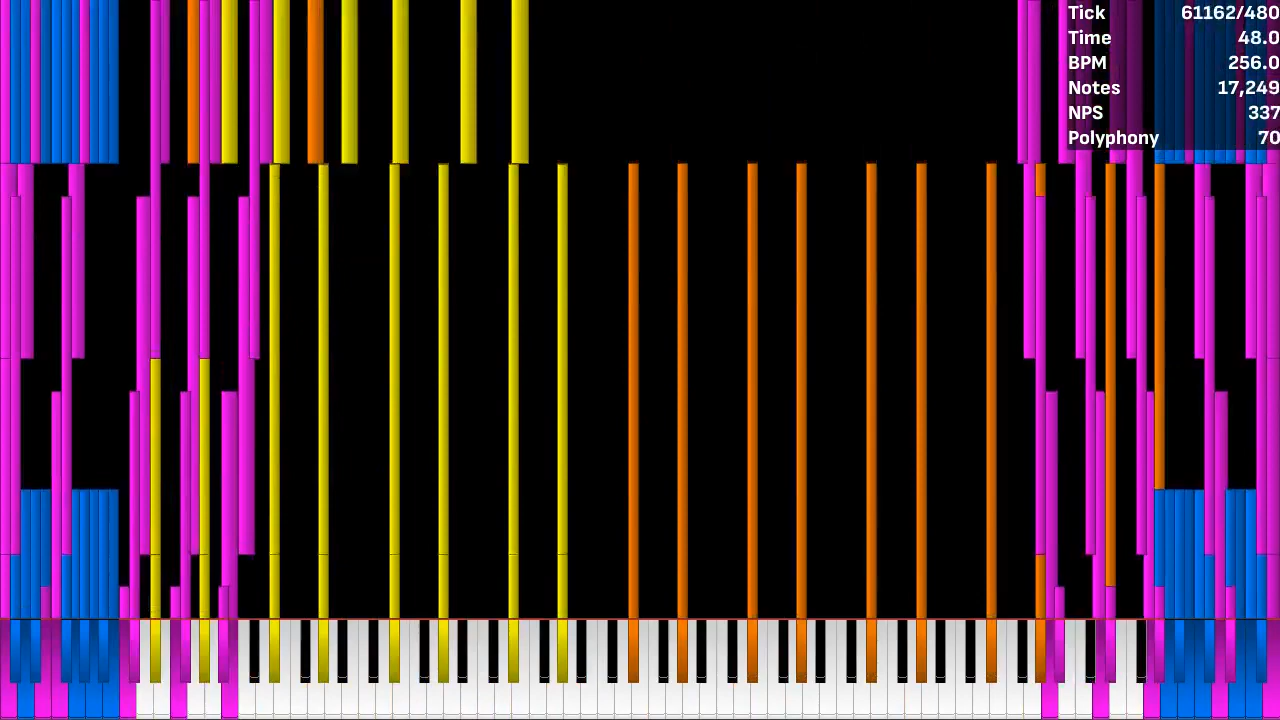 Tick 61162/480
Time 48.0
BPM 256.0
Notes 17,249
NPS 337
Polyphony 70